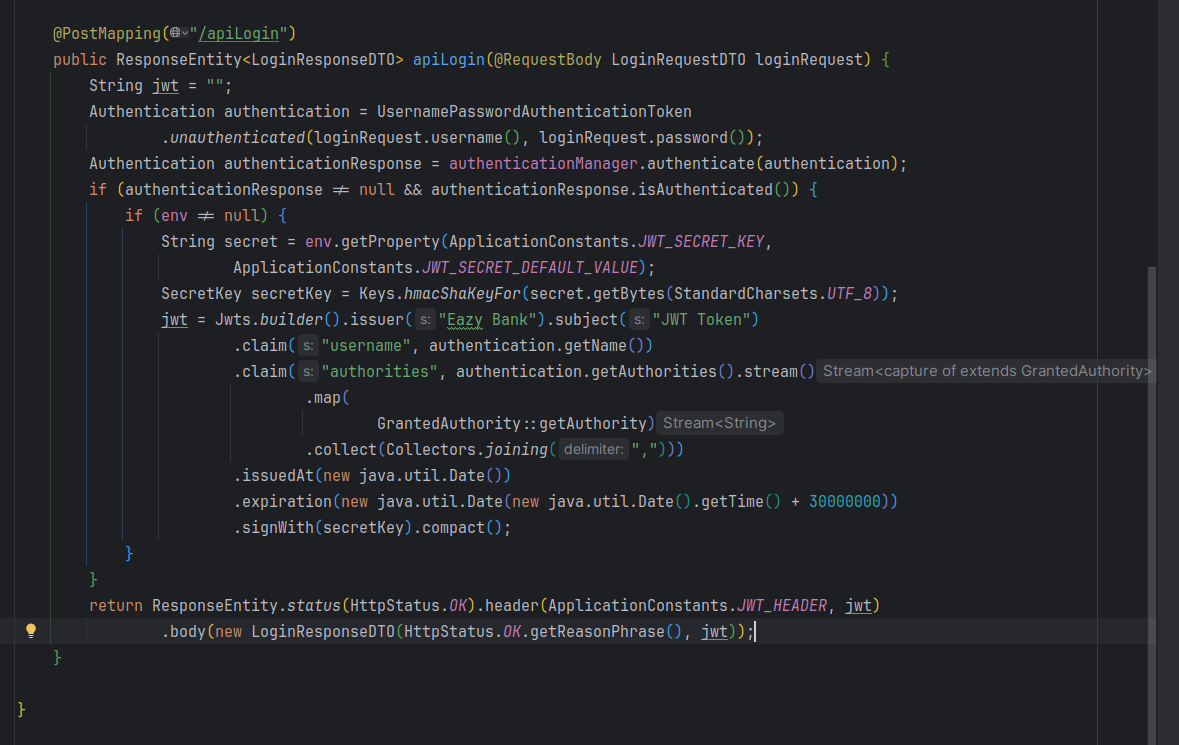 @PostMapping("/apiLogin")
public ResponseEntity<LoginResponseDTO> apiLogin(@RequestBody LoginRequestDTO loginRequest) {
String jwt = "";
Authentication authentication = UsernamePasswordAuthenticationToken
.unauthenticated(loginRequest.username(), loginRequest.password());
Authentication authenticationResponse = authenticationManager.authenticate(authentication);
if (authenticationResponse != null && authenticationResponse.isAuthenticated()) {
if (env != null) {
String secret = env.getProperty(ApplicationConstants.JWT_SECRET_KEY,
ApplicationConstants.JWT_SECRET_DEFAULT_VALUE);
SecretKey secretKey = Keys.hmacShaKeyFor(secret.getBytes(StandardCharsets.UTF_8));
jwt = Jwts.builder().issuer( s: "Eazy Bank").subject( s: "JWT Token")
.claim( s: "username", authentication.getName())
.claim( s: "authorities", authentication.getAuthorities().stream() Stream<capture of extends GrantedAuthority>
.map(
GrantedAuthority::getAuthority) Stream<String>
.collect(Collectors.joining( delimiter: ",")))
.issuedAt(new java.util.Date())
.expiration(new java.util.Date(new java.util.Date().getTime() + 30000000))
.signWith(secretKey).compact();
}
}
return ResponseEntity.status(HttpStatus.OK).header(ApplicationConstants.JWT_HEADER, jwt)
.body(new LoginResponseDTO(HttpStatus.OK.getReasonPhrase(), jwt));
}
}